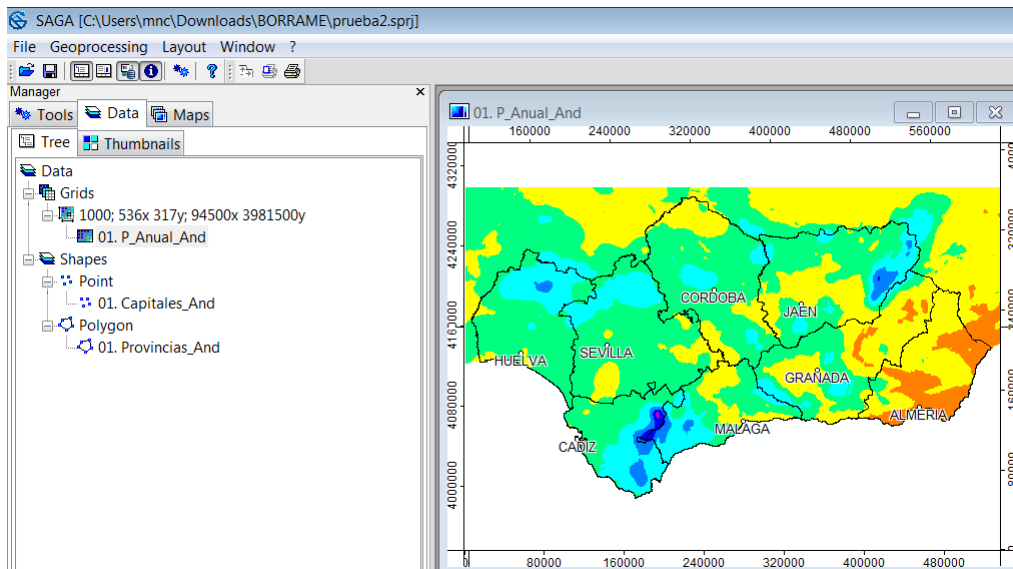 SAGA [C:\Users\mnc\Downloads\BORRAME\prueba2.sprj]
File Geoprocessing Layout Window ?
Manager
Tools Data Maps
Tree Thumbnails
Data
Grids
1000; 536x 317y; 94500x 3981500y
01. P_Anual_And
Shapes
Point
01. Capitales_And
Polygon
01. Provincias_And
01. P_Anual_And
160000 240000 320000 400000 480000 560000
4320000
4240000
4160000
4080000
4000000
CORDOBA
JAEN
SEVILLA
HUELVA
GRANADA
ALMERIA
MALAGA
CADIZ
80000 160000 240000 320000 400000 480000